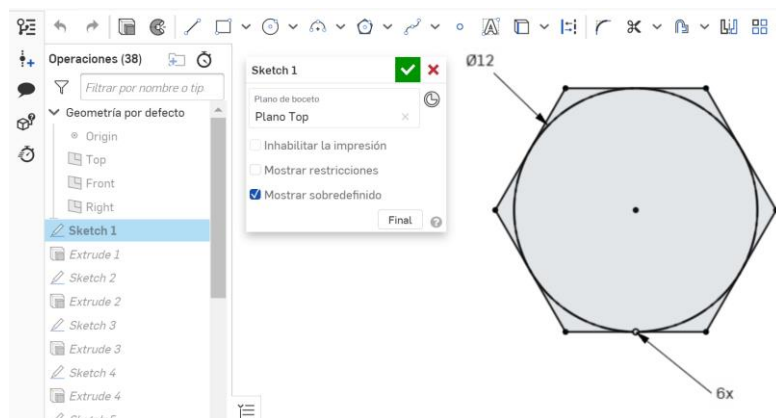 Operaciones (38)
Filtrar por nombre o tip
Geometría por defecto
Origin
Top
Front
Right
Sketch 1
Extrude 1
Sketch 2
Extrude 2
Sketch 3
Extrude 3
Sketch 4
Extrude 4
Sketch 1
Plano de boceto
Plano Top
Inhabilitar la impresión
Mostrar restricciones
Mostrar sobredefinido
Final
Ø12
6x